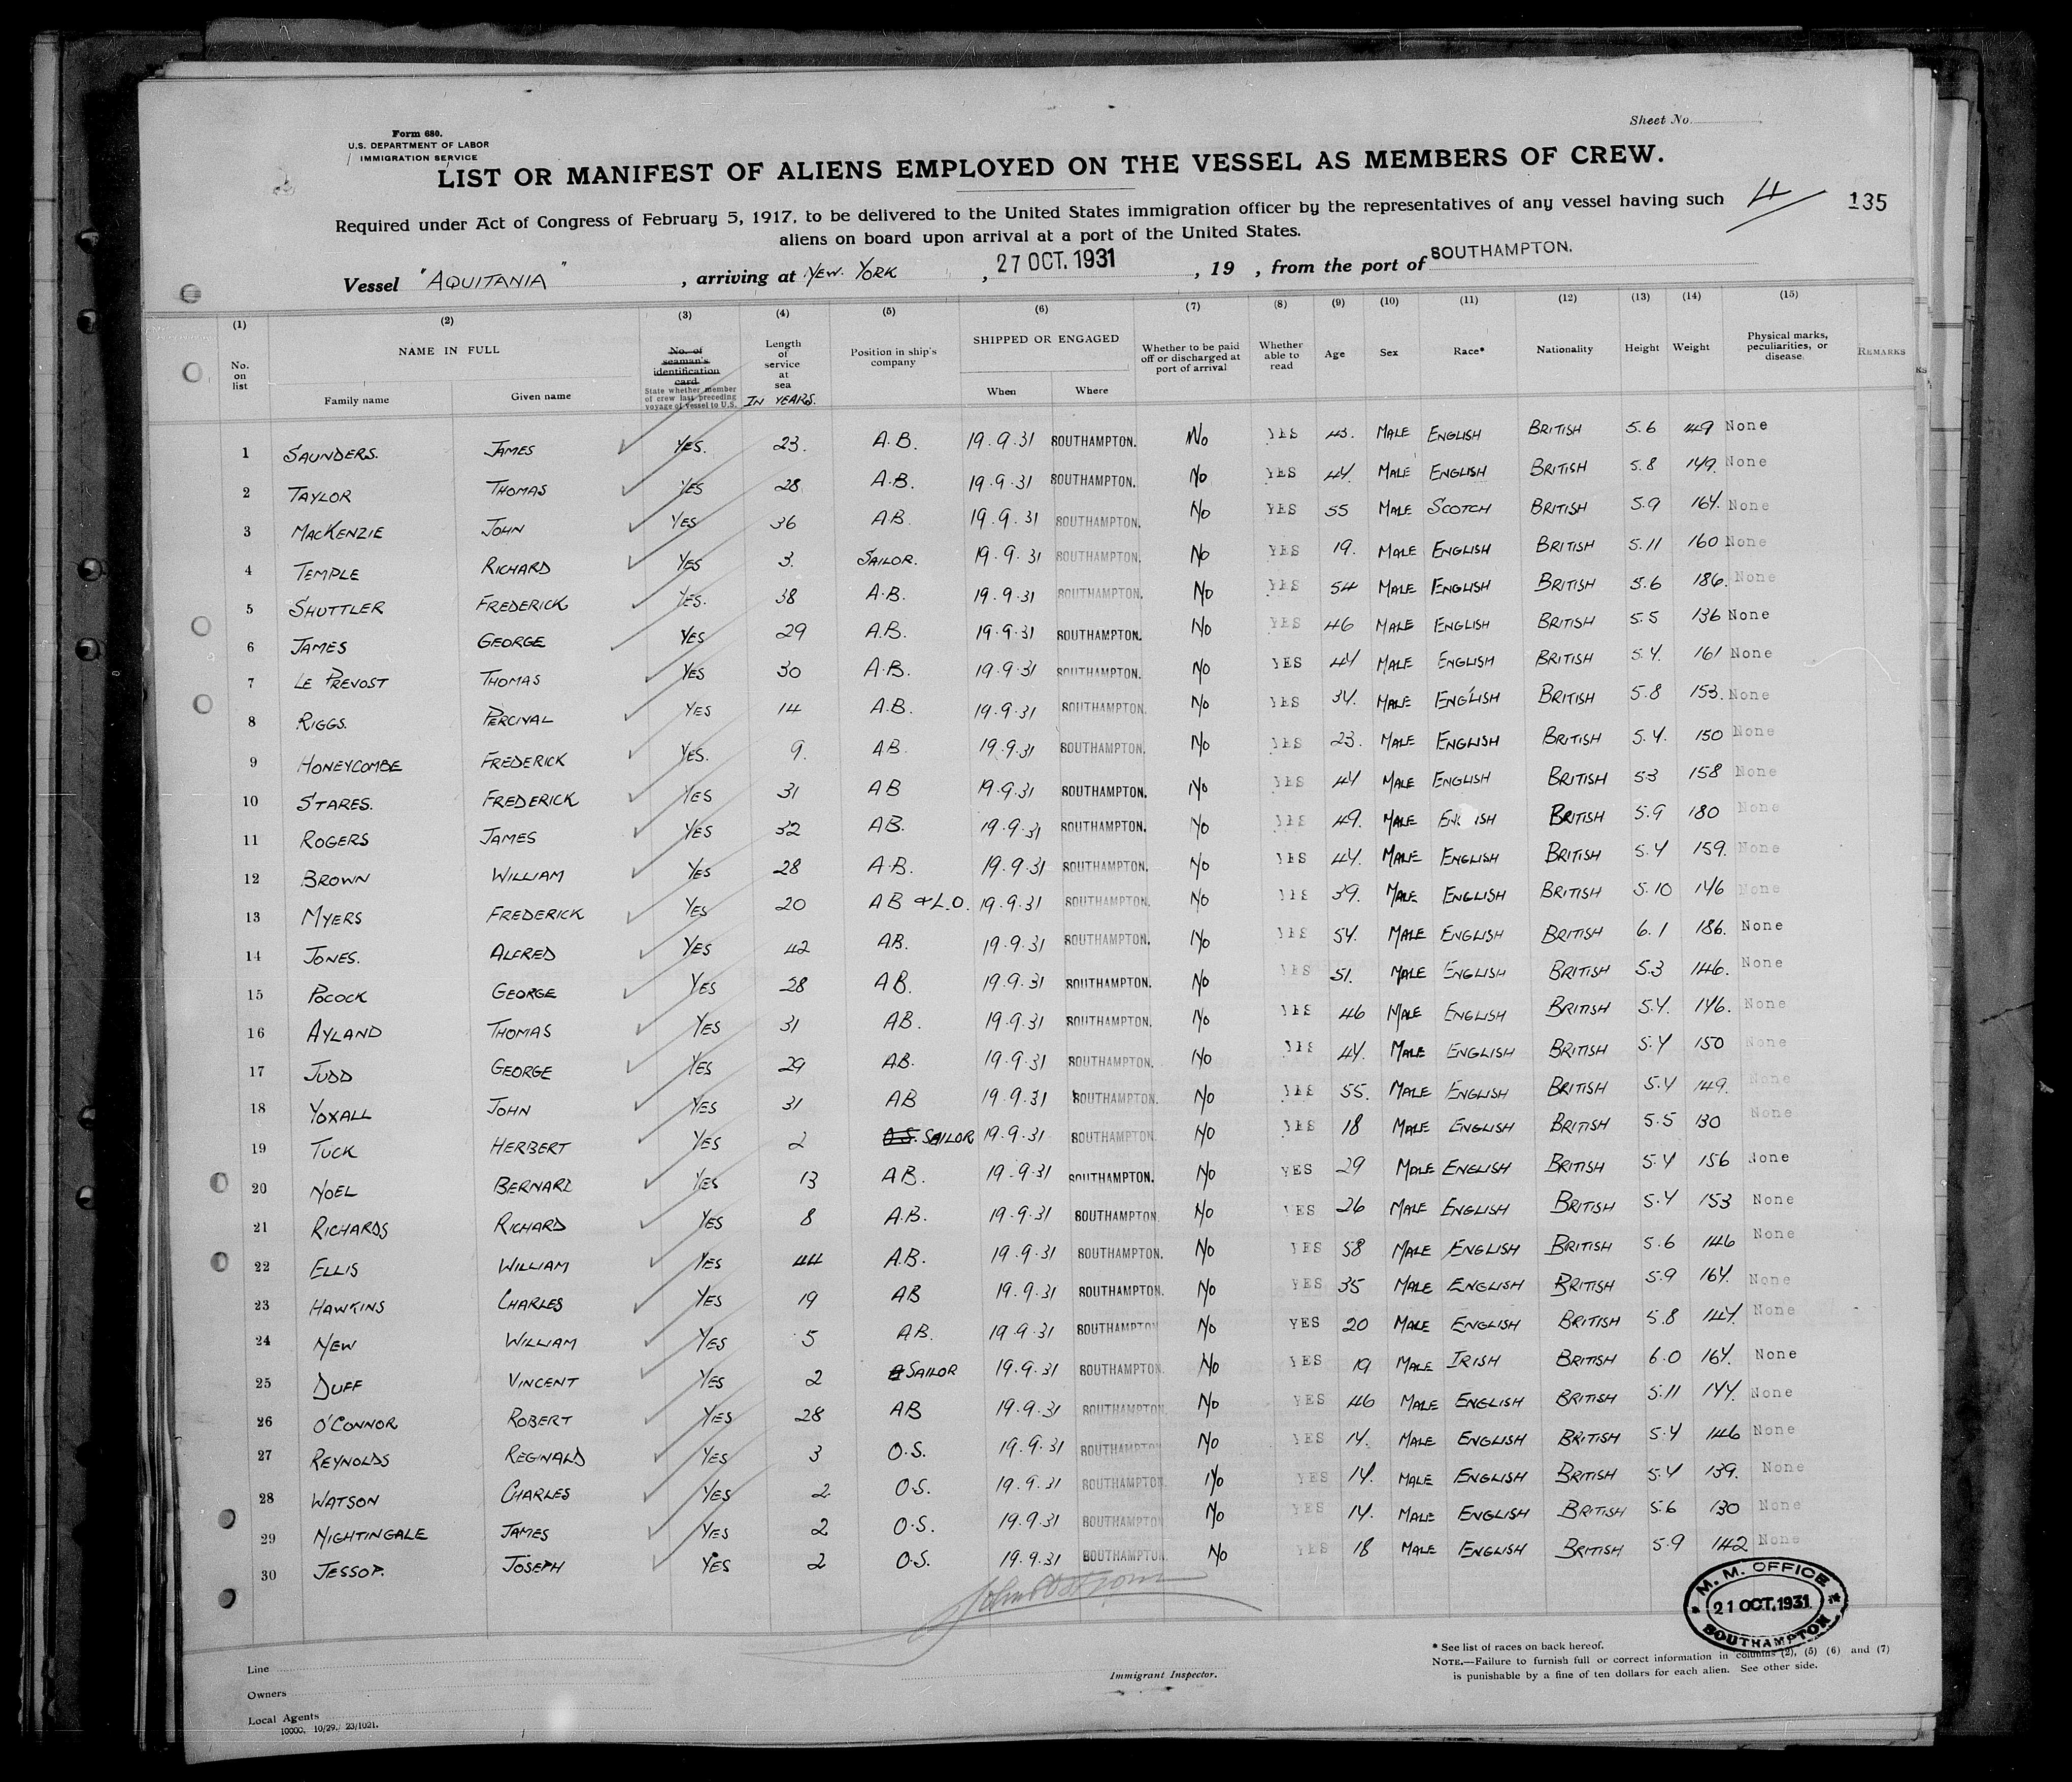 Sheet No.
Form 680.
U.S. DEPARTMENT OF LABOR
IMMIGRATION SERVICE
LIST OR MANIFEST OF ALIENS EMPLOYED ON THE VESSEL AS MEMBERS OF CREW.
4 135
Required under Act of Congress of February 5, 1917, to be delivered to the United States immigration officer by the representatives of any vessel having such
aliens on board upon arrival at a port of the United States.
Vessel "AQUITANIA", arriving at NEW YORK, 27 OCT. 1931, 19 , from the port of SOUTHAMPTON.
(1) (2) (3) (4) (5) (6) (7) (8) (9) (10) (11) (12) (13) (14) (15)
No. on list NAME IN FULL Family name Given name No. of seaman's identification card State whether member of crew last preceding voyage of vessel to U.S. Length of service at sea IN YEARS. Position in ship's company SHIPPED OR ENGAGED When Where Whether to be paid off or discharged at port of arrival Whether able to read Age Sex Race* Nationality Height Weight Physical marks, peculiarities, or disease. REMARKS
1 SAUNDERS. JAMES YES. 23. A.B. 19.9.31 SOUTHAMPTON. No YES 43. MALE ENGLISH BRITISH 5.6 149 None
2 TAYLOR THOMAS YES 28 A.B. 19.9.31 SOUTHAMPTON. No YES 44. MALE ENGLISH BRITISH 5.8 149. None
3 MACKENZIE JOHN YES 36 A.B. 19.9.31 SOUTHAMPTON. No YES 55 MALE SCOTCH BRITISH 5.9 164. None
4 TEMPLE RICHARD YES 3. SAILOR. 19.9.31 SOUTHAMPTON. No YES 19. MALE ENGLISH BRITISH 5.11 160 None
5 SHUTTLER FREDERICK YES. 38 A.B. 19.9.31 SOUTHAMPTON. No YES 54 MALE ENGLISH BRITISH 5.6 186. None
6 JAMES GEORGE YES 29 A.B. 19.9.31 SOUTHAMPTON. No YES 46 MALE ENGLISH BRITISH 5.5 136 None
7 LE PREVOST THOMAS YES 30 A.B. 19.9.31 SOUTHAMPTON. No YES 44 MALE ENGLISH BRITISH 5.4. 161 None
8 RIGGS. PERCIVAL YES 14 A.B. 19.9.31 SOUTHAMPTON. No YES 34. MALE ENGLISH BRITISH 5.8 153. None
9 HONEYCOMBE FREDERICK YES. 9. AB. 19.9.31 SOUTHAMPTON. No YES 23. MALE ENGLISH BRITISH 5.4. 150 None
10 STARES. FREDERICK YES 31 AB 19.9.31 SOUTHAMPTON. No YES 44 MALE ENGLISH BRITISH 5.3 158 None
11 ROGERS JAMES YES 32 AB. 19.9.31 SOUTHAMPTON. No YES 49. MALE ENGLISH BRITISH 5.9 180 None
12 BROWN WILLIAM YES 28 A.B. 19.9.31 SOUTHAMPTON. No YES 44. MALE ENGLISH BRITISH 5.4 159. None
13 MYERS FREDERICK YES 20 AB & L.O. 19.9.31 SOUTHAMPTON. No YES 39. MALE ENGLISH BRITISH 5.10 146 None
14 JONES. ALFRED YES 42 A.B. 19.9.31 SOUTHAMPTON. No YES 54. MALE ENGLISH BRITISH 6.1 186. None
15 POCOCK GEORGE YES 28 AB. 19.9.31 SOUTHAMPTON. No YES 51. MALE ENGLISH BRITISH 5.3 146. None
16 AYLAND THOMAS YES 31 AB. 19.9.31 SOUTHAMPTON. No YES 46 MALE ENGLISH BRITISH 5.4. 146. None
17 JUDD GEORGE YES 29 AB. 19.9.31 SOUTHAMPTON. No YES 44. MALE ENGLISH BRITISH 5.4 150 None
18 YOXALL JOHN YES 31 AB 19.9.31 SOUTHAMPTON. No YES 55. MALE ENGLISH BRITISH 5.4 149. None
19 TUCK HERBERT YES 2 O.S. SAILOR 19.9.31 SOUTHAMPTON. No YES 18 MALE ENGLISH BRITISH 5.5 130 None
20 NOEL BERNARD YES 13 AB. 19.9.31 SOUTHAMPTON. No YES 29 MALE ENGLISH BRITISH 5.4 156 None
21 RICHARDS RICHARD YES 8 A.B. 19.9.31 SOUTHAMPTON. No YES 26 MALE ENGLISH BRITISH 5.4 153 None
22 ELLIS WILLIAM YES 44 A.B. 19.9.31 SOUTHAMPTON. No YES 58 MALE ENGLISH BRITISH 5.6 146 None
23 HAWKINS CHARLES YES 19 AB 19.9.31 SOUTHAMPTON. No YES 35 MALE ENGLISH BRITISH 5.9 164. None
24 NEW WILLIAM YES 5 AB. 19.9.31 SOUTHAMPTON No YES 20 MALE ENGLISH BRITISH 5.8 147. None
25 DUFF VINCENT YES 2 SAILOR 19.9.31 SOUTHAMPTON. No YES 19 MALE IRISH BRITISH 6.0 164. None
26 O'CONNOR ROBERT YES 28 AB 19.9.31 SOUTHAMPTON. No YES 46 MALE ENGLISH BRITISH 5.11 144. None
27 REYNOLDS REGINALD YES 3 O.S. 19.9.31 SOUTHAMPTON No YES 17. MALE ENGLISH BRITISH 5.4 146 None
28 WATSON CHARLES YES 2 O.S. 19.9.31 SOUTHAMPTON. No YES 17. MALE ENGLISH BRITISH 5.4 139. None
29 NIGHTINGALE JAMES YES 2 O.S. 19.9.31 SOUTHAMPTON No YES 17. MALE ENGLISH BRITISH 5.6 130 None
30 JESSOP. JOSEPH YES 2 O.S. 19.9.31 SOUTHAMPTON. No YES 18 MALE ENGLISH BRITISH 5.9 142 None
M. M. OFFICE
21 OCT. 1931
SOUTHAMPTON
Line
Owners
Local Agents
10000. 10/29. 23/1021.
Immigrant Inspector.
* See list of races on back hereof.
NOTE.—Failure to furnish full or correct information in columns (2), (5) (6) and (7)
is punishable by a fine of ten dollars for each alien. See other side.